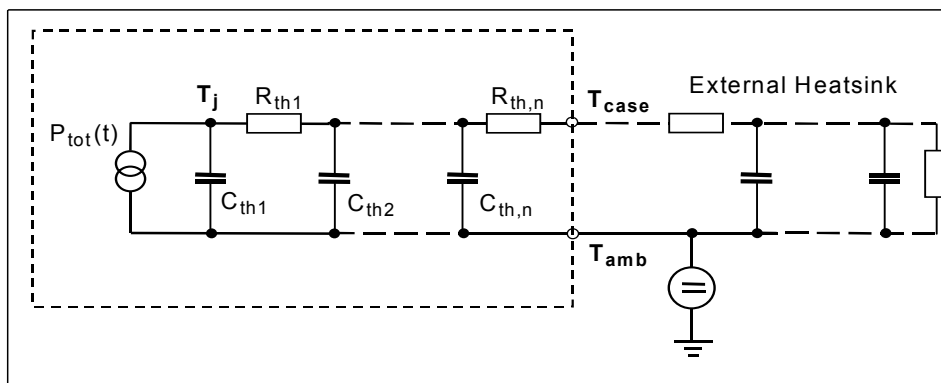 External Heatsink
T_j
R_th1
R_th,n
T_case
P_tot(t)
C_th1
C_th2
C_th,n
T_amb